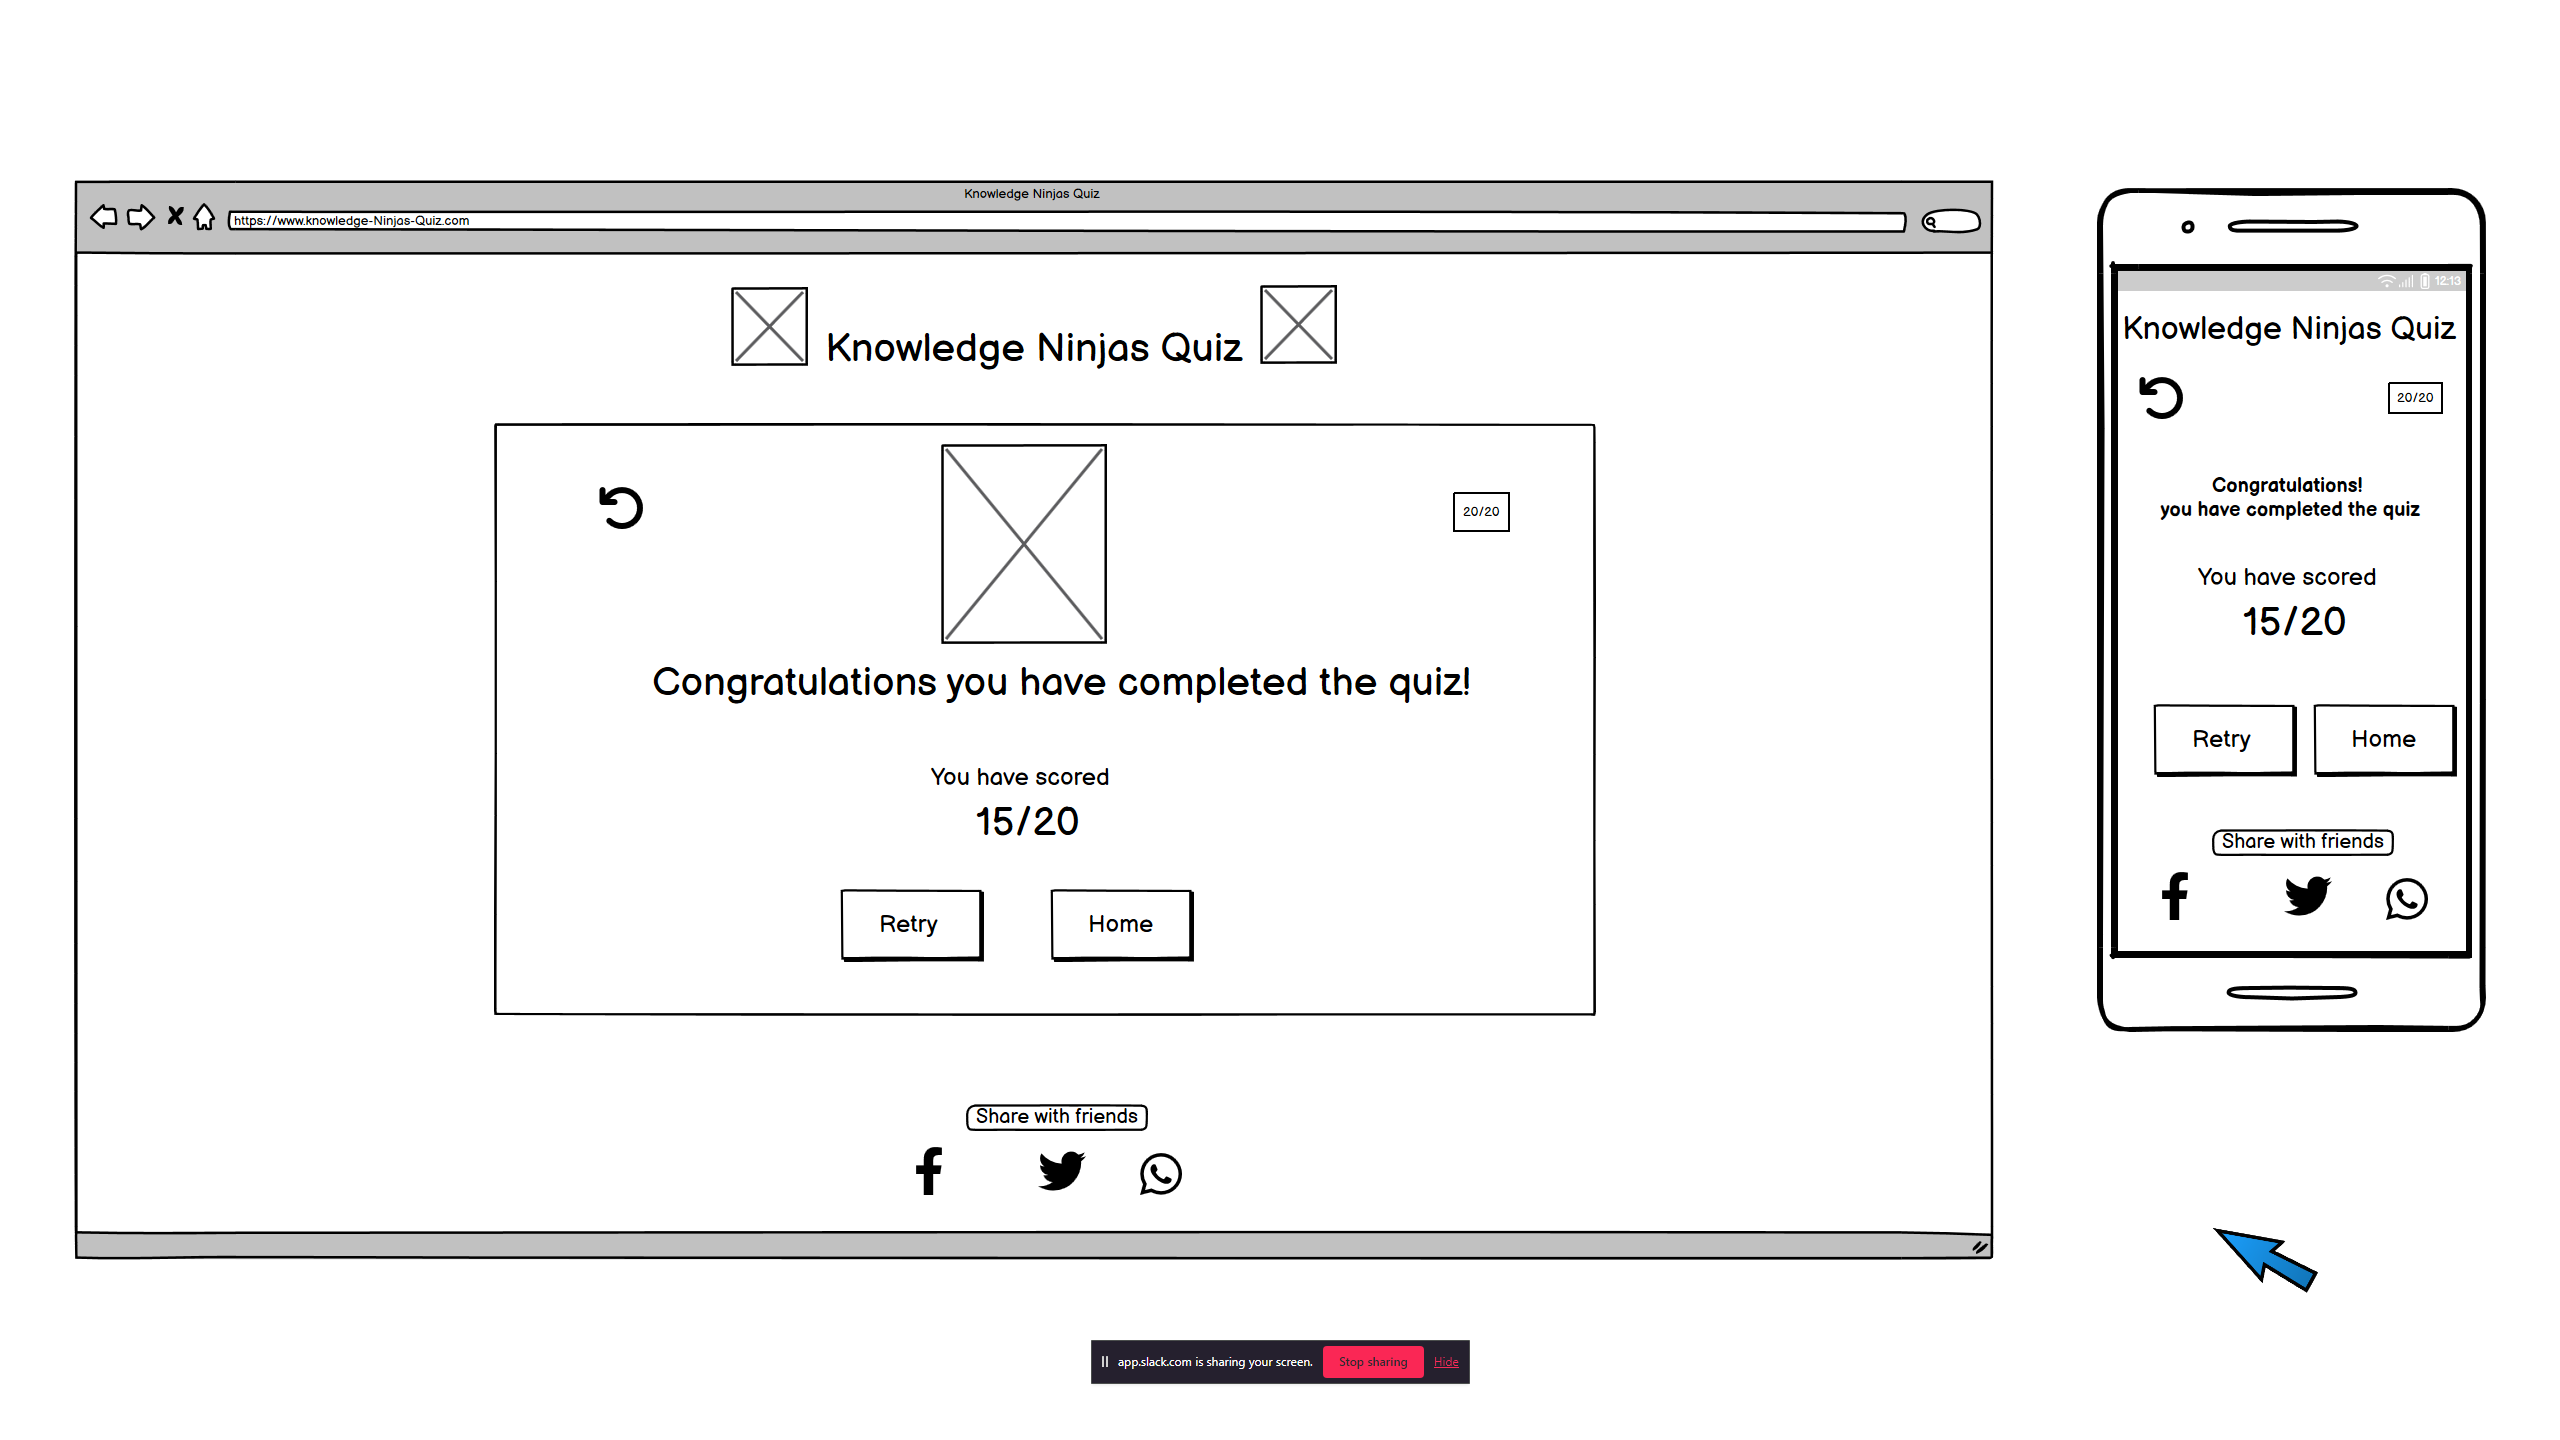 Knowledge Ninjas Quiz
https://www.knowledge-Ninjas-Quiz.com
Knowledge Ninjas Quiz
20/20
Congratulations you have completed the quiz!
You have scored
15/20
Retry
Home
Share with friends
12:13
Knowledge Ninjas Quiz
20/20
Congratulations!
you have completed the quiz
You have scored
15/20
Retry
Home
Share with friends
app.slack.com is sharing your screen.
Stop sharing
Hide